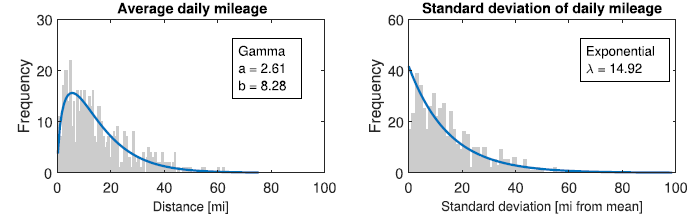 Average daily mileage
Frequency
30
20
10
0
Gamma
a = 2.61
b = 8.28
0 20 40 60 80 100
Distance [mi]
Standard deviation of daily mileage
Frequency
60
40
20
0
Exponential
λ = 14.92
0 20 40 60 80 100
Standard deviation [mi from mean]